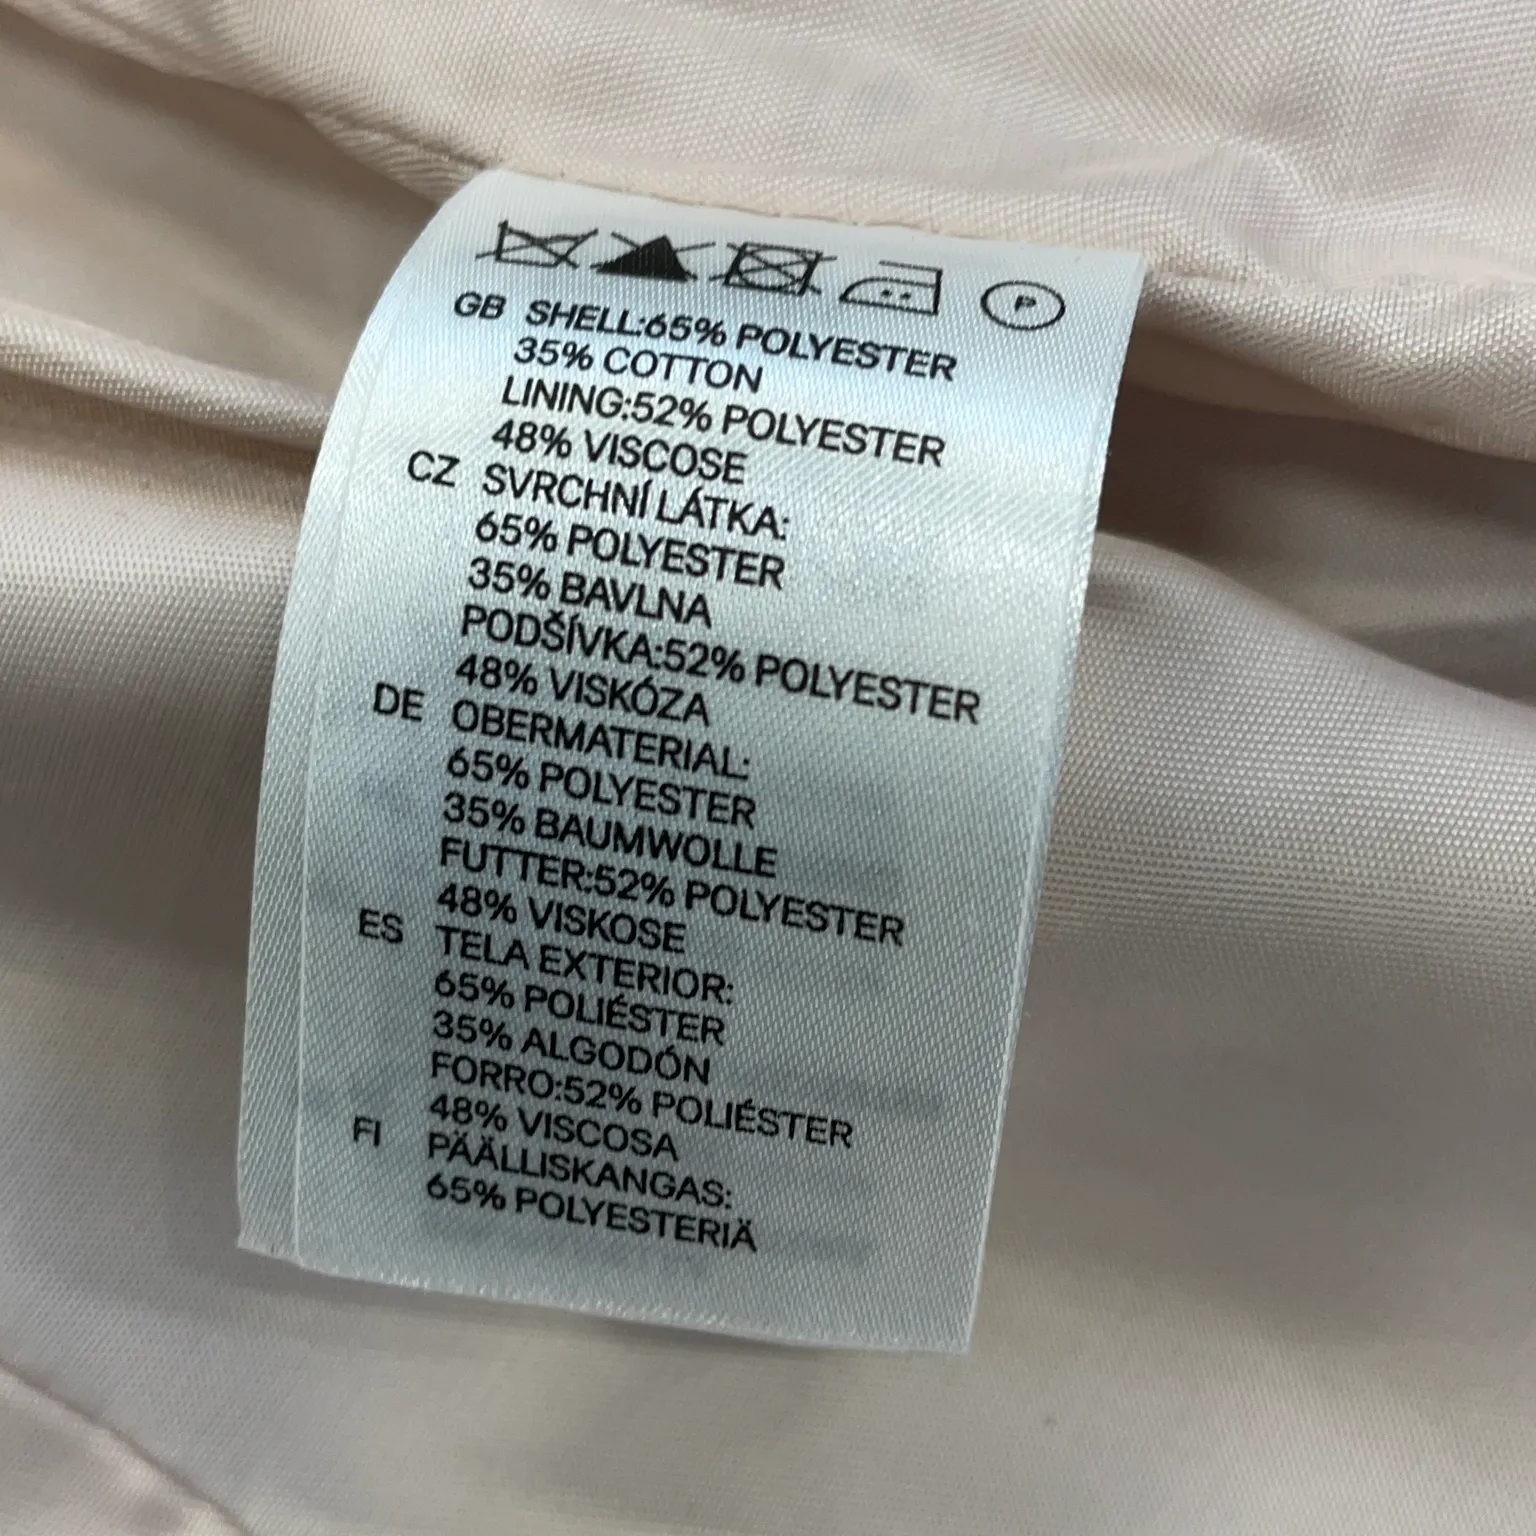 P
GB SHELL:65% POLYESTER
35% COTTON
LINING:52% POLYESTER
48% VISCOSE
CZ SVRCHNÍ LÁTKA:
65% POLYESTER
35% BAVLNA
PODŠÍVKA:52% POLYESTER
48% VISKÓZA
DE OBERMATERIAL:
65% POLYESTER
35% BAUMWOLLE
FUTTER:52% POLYESTER
48% VISKOSE
ES TELA EXTERIOR:
65% POLIÉSTER
35% ALGODÓN
FORRO:52% POLIÉSTER
48% VISCOSA
FI PÄÄLLISKANGAS:
65% POLYESTERIÄ